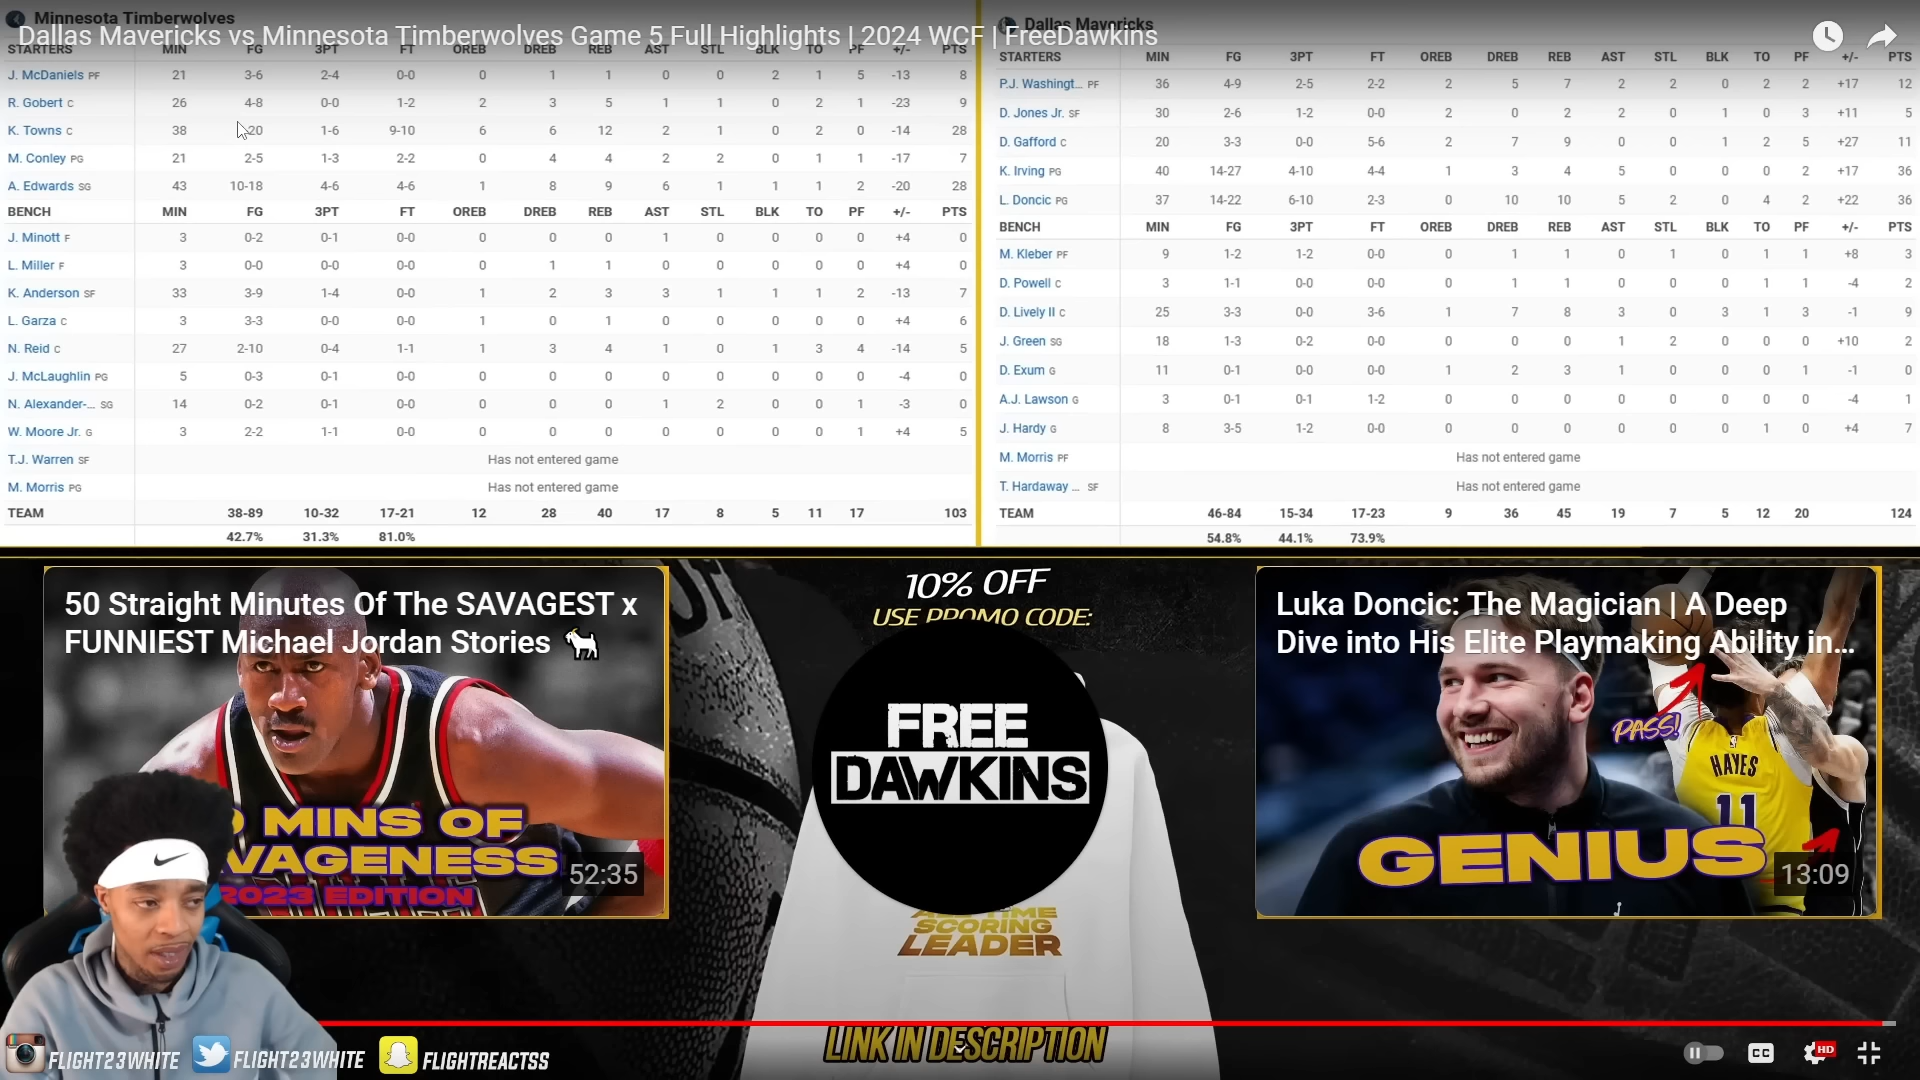 Minnesota Timberwolves
Dallas Mavericks
Dallas Mavericks vs Minnesota Timberwolves Game 5 Full Highlights | 2024 WCF | FreeDawkins
STARTERS MIN FG 3PT FT OREB DREB REB AST STL BLK TO PF +/- PTS
J. McDaniels PF 21 3-6 2-4 0-0 0 1 1 0 0 2 1 5 -13 8
R. Gobert C 26 4-8 0-0 1-2 2 3 5 1 1 0 2 1 -23 9
K. Towns C 38 -20 1-6 9-10 6 6 12 2 1 0 2 0 -14 28
M. Conley PG 21 2-5 1-3 2-2 0 4 4 2 2 0 1 1 -17 7
A. Edwards SG 43 10-18 4-6 4-6 1 8 9 6 1 1 1 2 -20 28
BENCH MIN FG 3PT FT OREB DREB REB AST STL BLK TO PF +/- PTS
J. Minott F 3 0-2 0-1 0-0 0 0 0 1 0 0 0 0 +4 0
L. Miller F 3 0-0 0-0 0-0 0 1 1 0 0 0 0 0 +4 0
K. Anderson SF 33 3-9 1-4 0-0 1 2 3 3 1 1 1 2 -13 7
L. Garza C 3 3-3 0-0 0-0 1 0 1 0 0 0 0 0 +4 6
N. Reid C 27 2-10 0-4 1-1 1 3 4 1 0 1 3 4 -14 5
J. McLaughlin PG 5 0-3 0-1 0-0 0 0 0 0 0 0 0 0 -4 0
N. Alexander-... SG 14 0-2 0-1 0-0 0 0 0 1 2 0 0 1 -3 0
W. Moore Jr. G 3 2-2 1-1 0-0 0 0 0 0 0 0 0 1 +4 5
T.J. Warren SF Has not entered game
M. Morris PG Has not entered game
TEAM 38-89 10-32 17-21 12 28 40 17 8 5 11 17 103
42.7% 31.3% 81.0%
STARTERS MIN FG 3PT FT OREB DREB REB AST STL BLK TO PF +/- PTS
P.J. Washingt... PF 36 4-9 2-5 2-2 2 5 7 2 2 0 2 2 +17 12
D. Jones Jr. SF 30 2-6 1-2 0-0 2 0 2 2 0 1 0 3 +11 5
D. Gafford C 20 3-3 0-0 5-6 2 7 9 0 0 1 2 5 +27 11
K. Irving PG 40 14-27 4-10 4-4 1 3 4 5 0 0 0 2 +17 36
L. Doncic PG 37 14-22 6-10 2-3 0 10 10 5 2 0 4 2 +22 36
BENCH MIN FG 3PT FT OREB DREB REB AST STL BLK TO PF +/- PTS
M. Kleber PF 9 1-2 1-2 0-0 0 1 1 0 1 0 1 1 +8 3
D. Powell C 3 1-1 0-0 0-0 0 1 1 0 0 0 1 1 -4 2
D. Lively II C 25 3-3 0-0 3-6 1 7 8 3 0 3 1 3 -1 9
J. Green SG 18 1-3 0-2 0-0 0 0 0 1 2 0 0 0 +10 2
D. Exum G 11 0-1 0-0 0-0 1 2 3 1 0 0 0 1 -1 0
A.J. Lawson G 3 0-1 0-1 1-2 0 0 0 0 0 0 0 0 -4 1
J. Hardy G 8 3-5 1-2 0-0 0 0 0 0 0 0 1 0 +4 7
M. Morris PF Has not entered game
T. Hardaway ... SF Has not entered game
TEAM 46-84 15-34 17-23 9 36 45 19 7 5 12 20 124
54.8% 44.1% 73.9%
50 Straight Minutes Of The SAVAGEST x
FUNNIEST Michael Jordan Stories
MINS OF
VAGENESS
2023 EDITION
52:35
10% OFF
USE PROMO CODE:
FREE
DAWKINS
ALL TIME
SCORING
LEADER
LINK IN DESCRIPTION
Luka Doncic: The Magician | A Deep
Dive into His Elite Playmaking Ability in...
PASS!
HAYES
11
GENIUS
13:09
FLIGHT23WHITE FLIGHT23WHITE FLIGHTREACTSS
CC HD